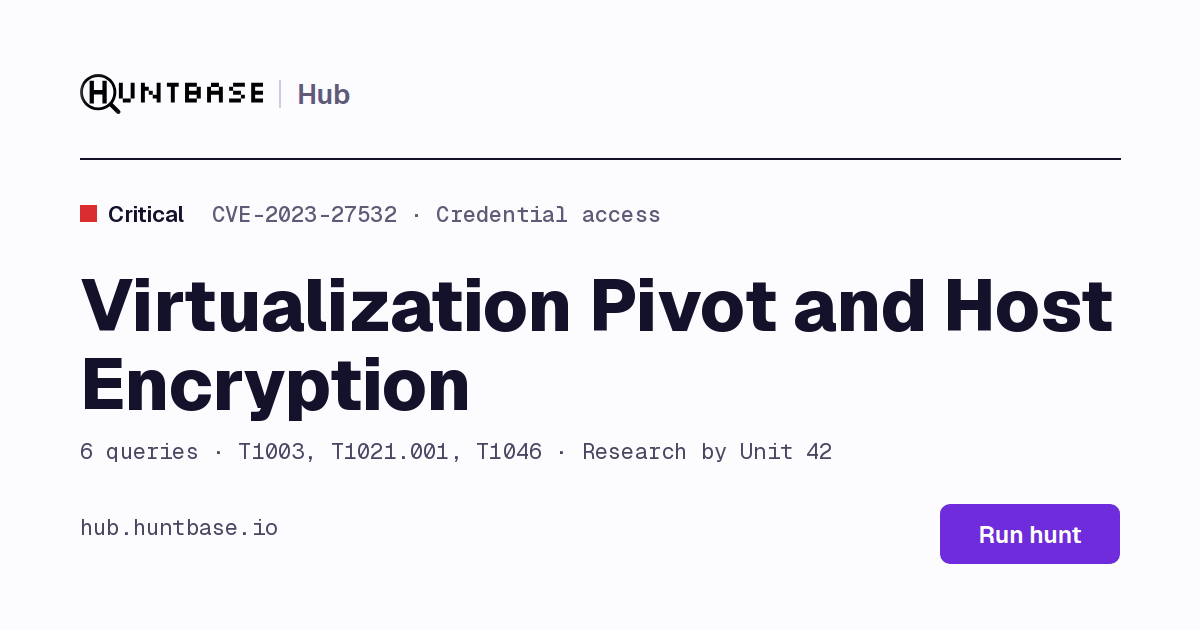 HUNTBASE Hub
Critical CVE-2023-27532 · Credential access
Virtualization Pivot and Host
Encryption
6 queries · T1003, T1021.001, T1046 · Research by Unit 42
hub.huntbase.io
Run hunt